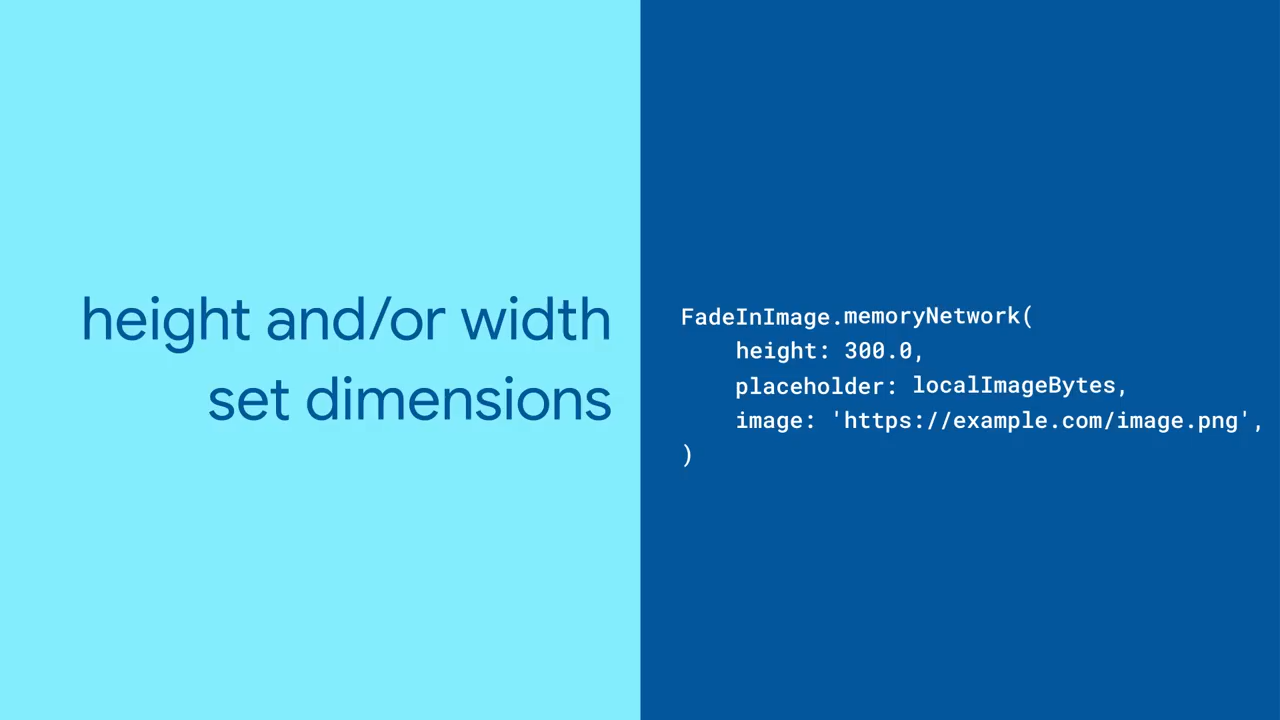 height and/or width
set dimensions
FadeInImage.memoryNetwork(
    height: 300.0,
    placeholder: localImageBytes,
    image: 'https://example.com/image.png',
)